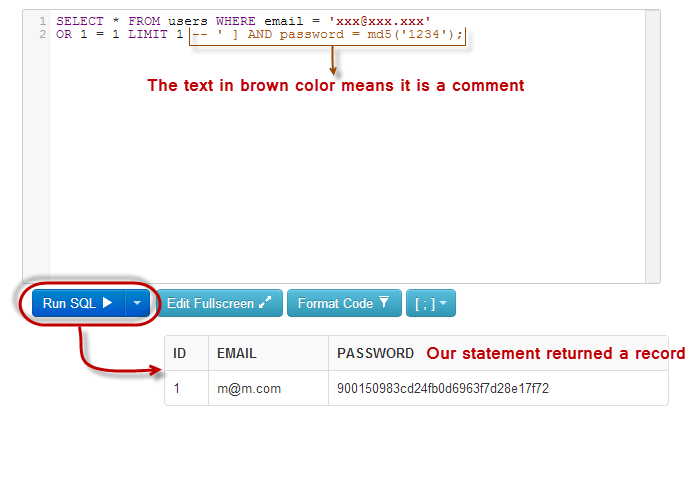 1 SELECT * FROM users WHERE email = 'xxx@xxx.xxx'
2 OR 1 = 1 LIMIT 1 -- ' ] AND password = md5('1234');
The text in brown color means it is a comment
Run SQL Edit Fullscreen Format Code [ ; ]
ID EMAIL PASSWORD Our statement returned a record
1 m@m.com 900150983cd24fb0d6963f7d28e17f72